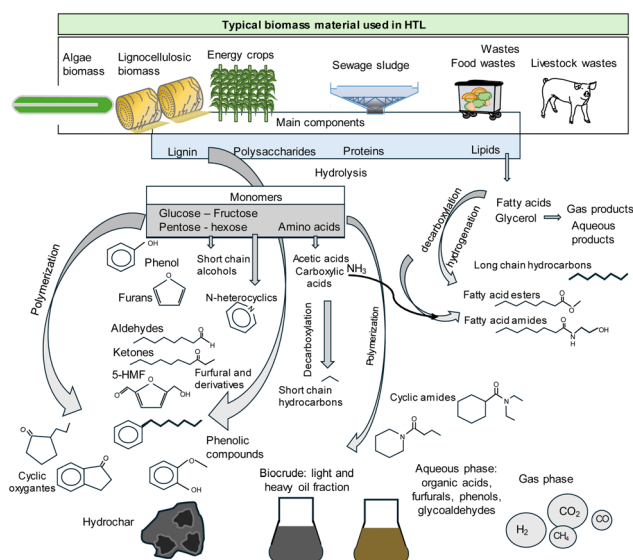 Typical biomass material used in HTL
Algae
biomass
Lignocellulosic
biomass
Energy crops
Sewage sludge
Wastes
Food wastes
Livestock wastes
Main components
Lignin
Polysaccharides
Proteins
Lipids
Hydrolysis
Monomers
Glucose – Fructose
Pentose - hexose
Amino acids
decarboxylation
hydrogenation
Fatty acids
Glycerol
Gas products
Aqueous
products
Polymerization
OH
Phenol
Short chain
alcohols
Acetic acids
Carboxylic
acids
NH3
Long chain hydrocarbons
Furans
O
N-heterocyclics
N
Fatty acid esters
O
O
Fatty acid amides
O
N
H
OH
Aldehydes
O
H
Ketones
O
5-HMF
O
O
OH
Furfural and
derivatives
Decarboxylation
Polymerization
Short chain
hydrocarbons
Cyclic amides
O
N
O
N
O
Cyclic
oxygantes
O
Phenolic
compounds
O
OH
Hydrochar
Biocrude: light and
heavy oil fraction
Aqueous phase:
organic acids,
furfurals, phenols,
glycoaldehydes
Gas phase
H2
CO2
CH4
CO